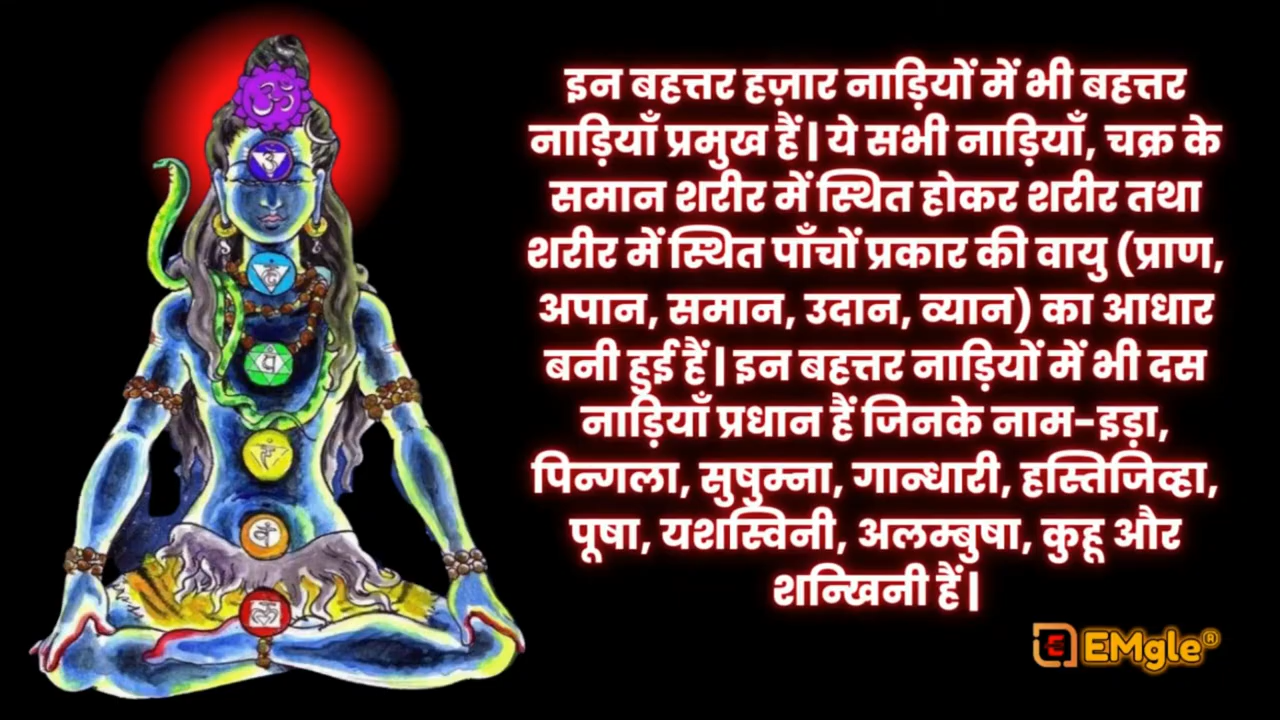 इन बहत्तर हज़ार नाड़ियों में भी बहत्तर
नाड़ियाँ प्रमुख हैं| ये सभी नाड़ियाँ, चक्र के
समान शरीर में स्थित होकर शरीर तथा
शरीर में स्थित पाँचों प्रकार की वायु (प्राण,
अपान, समान, उदान, व्यान) का आधार
बनी हुई हैं| इन बहत्तर नाड़ियों में भी दस
नाड़ियाँ प्रधान हैं जिनके नाम-इड़ा,
पिन्गला, सुषुम्ना, गान्धारी, हस्तिजिव्हा,
पूषा, यशस्विनी, अलम्बुषा, कुहू और
शन्खिनी हैं|
EMgle®
ॐ